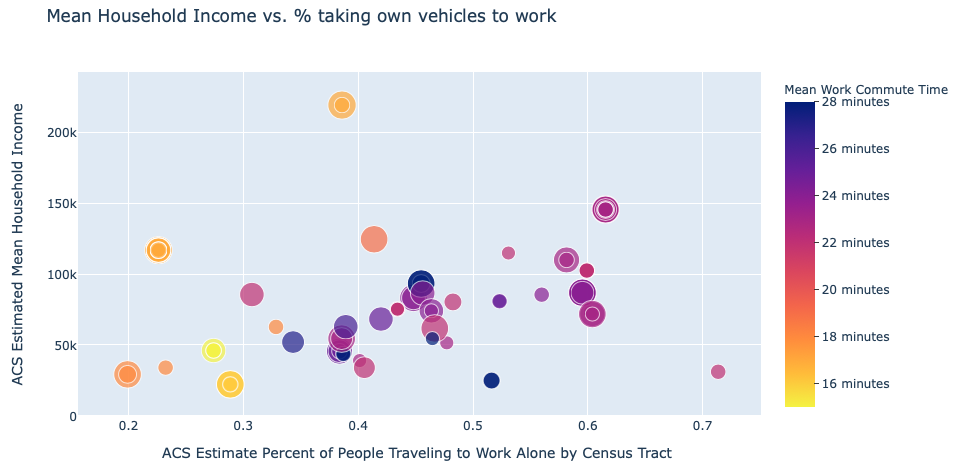 Mean Household Income vs. % taking own vehicles to work
Mean Work Commute Time
28 minutes
26 minutes
24 minutes
22 minutes
20 minutes
18 minutes
16 minutes
ACS Estimated Mean Household Income
200k
150k
100k
50k
0
0.2
0.3
0.4
0.5
0.6
0.7
ACS Estimate Percent of People Traveling to Work Alone by Census Tract